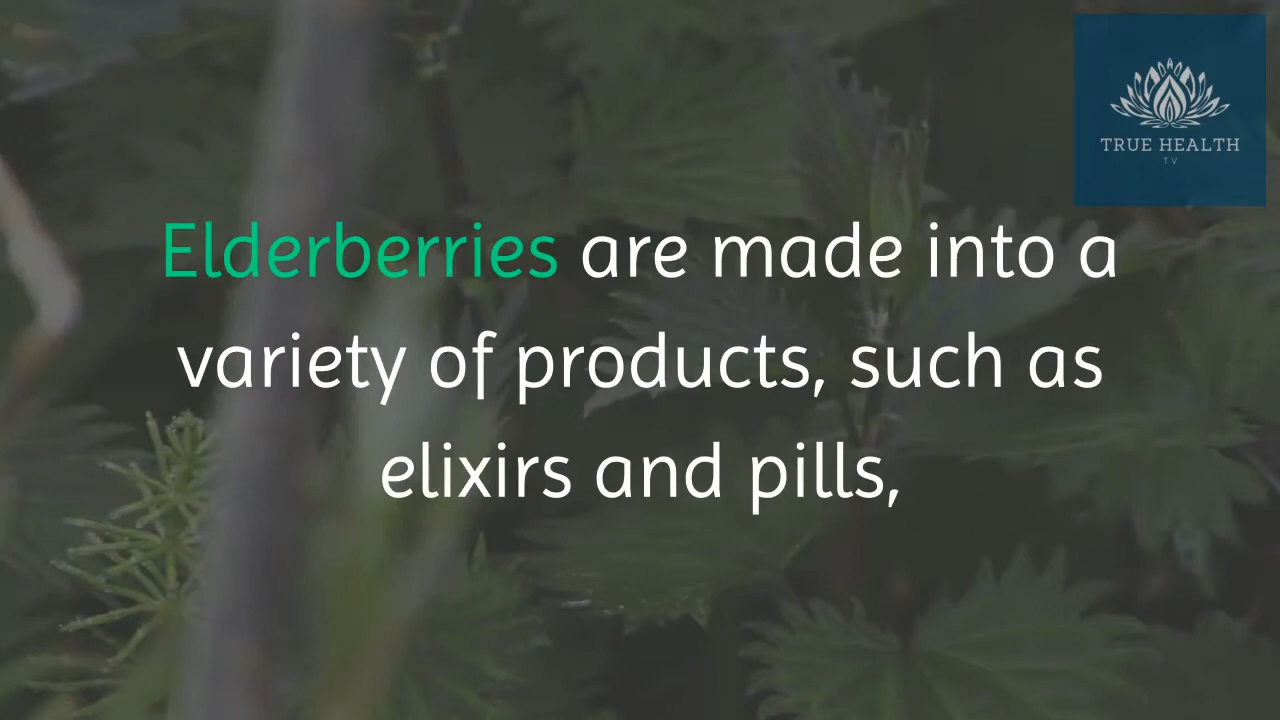 TRUE HEALTH
TV
Elderberries are made into a
variety of products, such as
elixirs and pills,